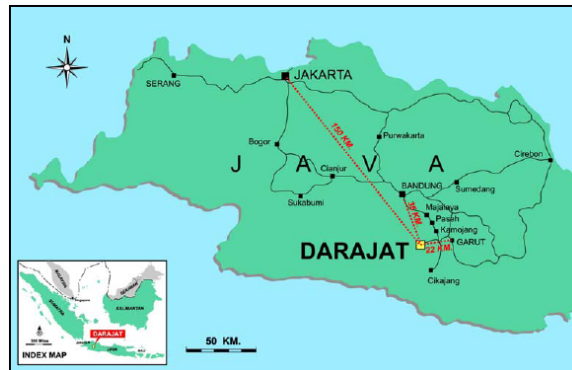 N
JAKARTA
SERANG
150 KM.
Purwakarta
Bogor
J A V A
Cirebon
Cianjur
BANDUNG
Sumedang
Sukabumi
Majalaya
Paseh
Kamojang
DARAJAT
GARUT
22 KM.
Cikajang
SUMATRA
KALIMANTAN
DARAJAT
JAVA
INDEX MAP
50 KM.